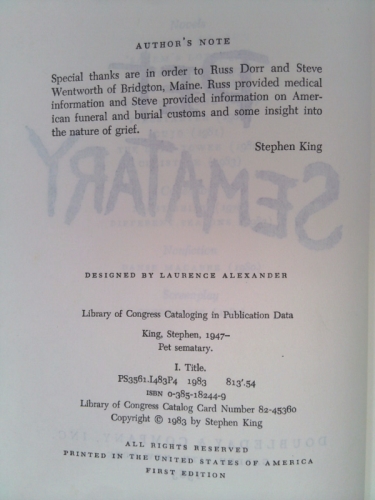 AUTHOR'S NOTE
Special thanks are in order to Russ Dorr and Steve
Wentworth of Bridgton, Maine. Russ provided medical
information and Steve provided information on Amer-
ican funeral and burial customs and some insight into
the nature of grief.
Stephen King
PET
SEMATARY
DESIGNED BY LAURENCE ALEXANDER
Library of Congress Cataloging in Publication Data
King, Stephen, 1947–
Pet sematary.
I. Title.
PS3561.I483P4 1983 813'.54
ISBN 0-385-18244-9
Library of Congress Catalog Card Number 82-45360
Copyright © 1983 by Stephen King
ALL RIGHTS RESERVED
PRINTED IN THE UNITED STATES OF AMERICA
FIRST EDITION